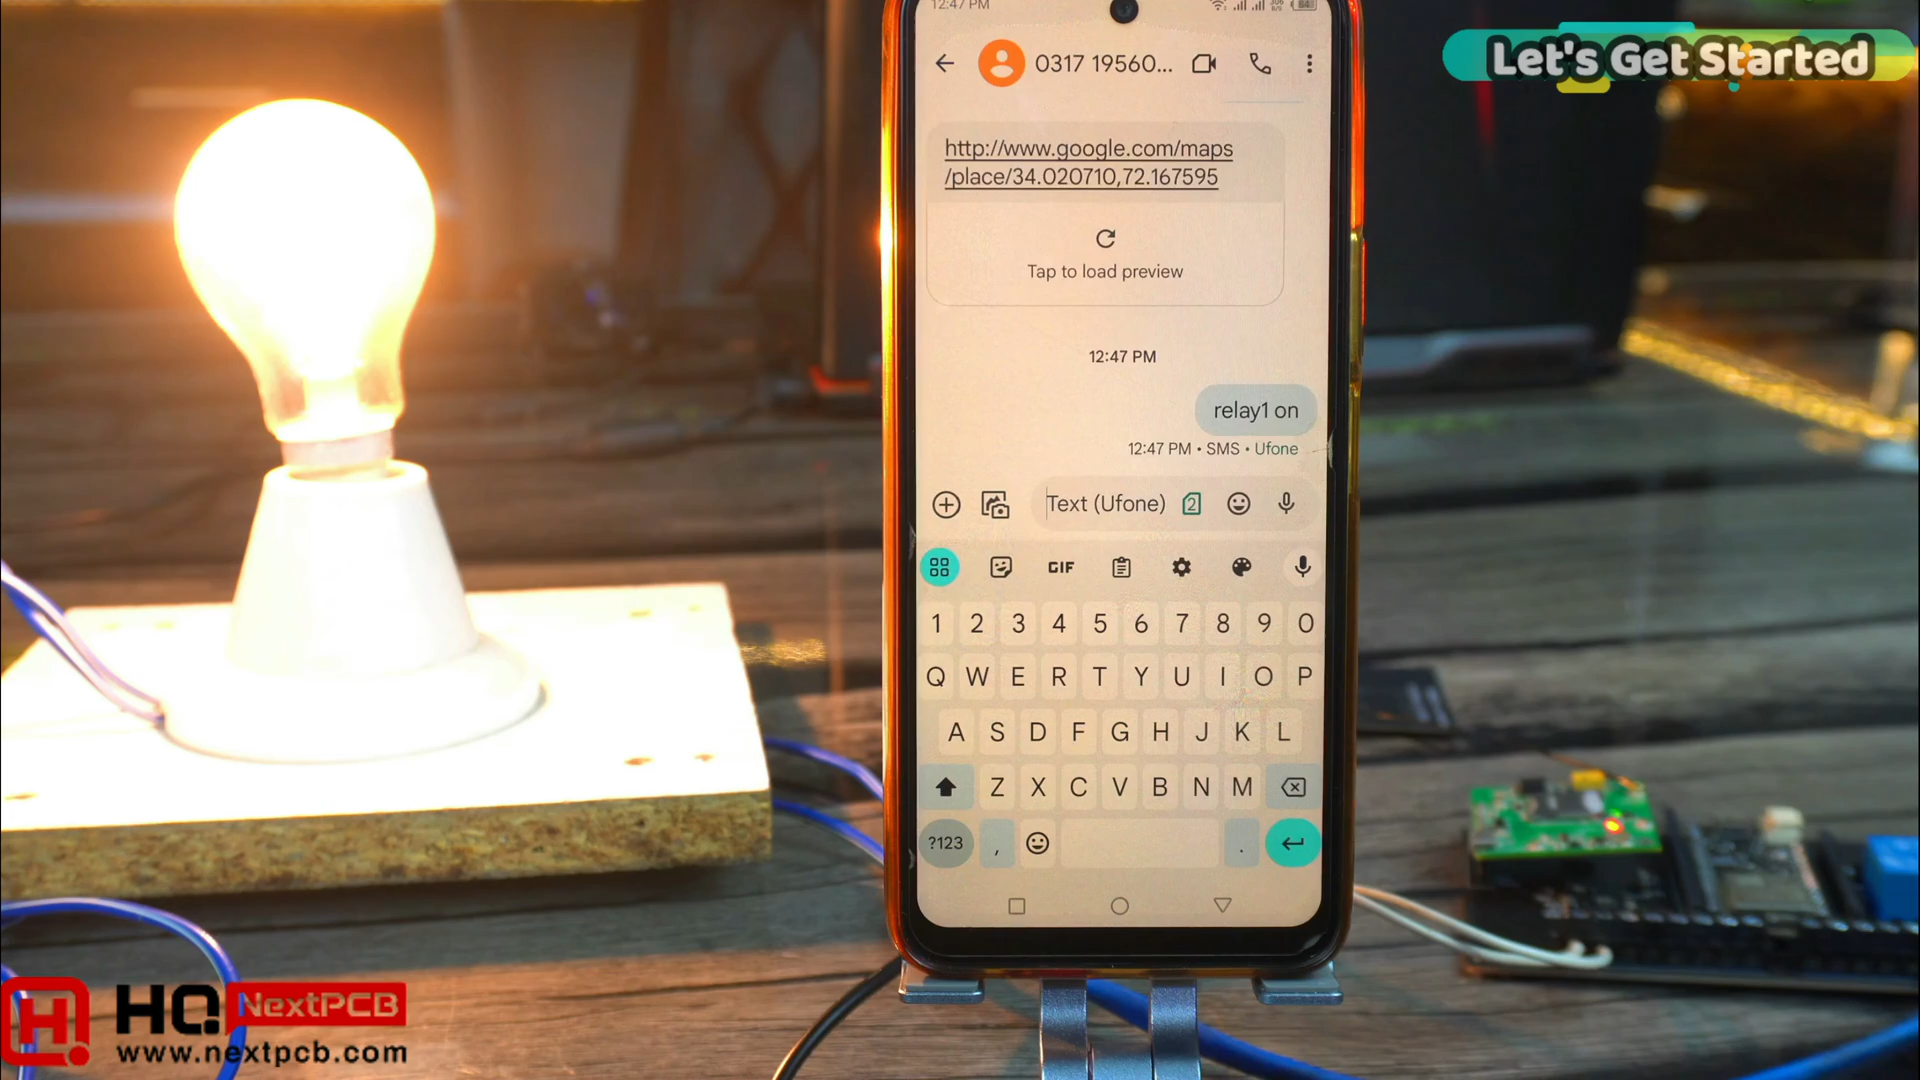 12:47 PM
84
Let's Get Started
0317 19560...
http://www.google.com/maps
/place/34.020710,72.167595
Tap to load preview
12:47 PM
relay1 on
12:47 PM • SMS • Ufone
Text (Ufone) 2
GIF
1 2 3 4 5 6 7 8 9 0
Q W E R T Y U I O P
A S D F G H J K L
Z X C V B N M
?123 , .
H HQ NextPCB
www.nextpcb.com